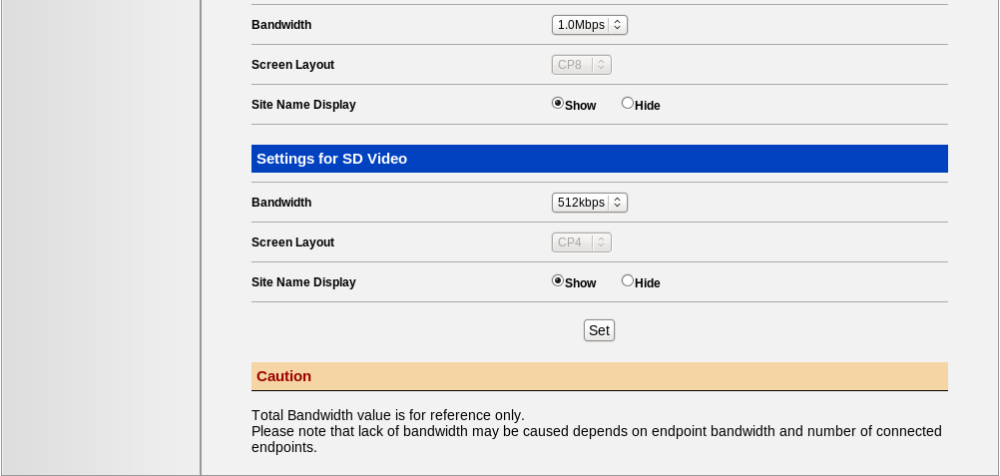 Bandwidth 1.0Mbps
Screen Layout CP8
Site Name Display Show Hide
Settings for SD Video
Bandwidth 512kbps
Screen Layout CP4
Site Name Display Show Hide
Set
Caution
Total Bandwidth value is for reference only.
Please note that lack of bandwidth may be caused depends on endpoint bandwidth and number of connected
endpoints.